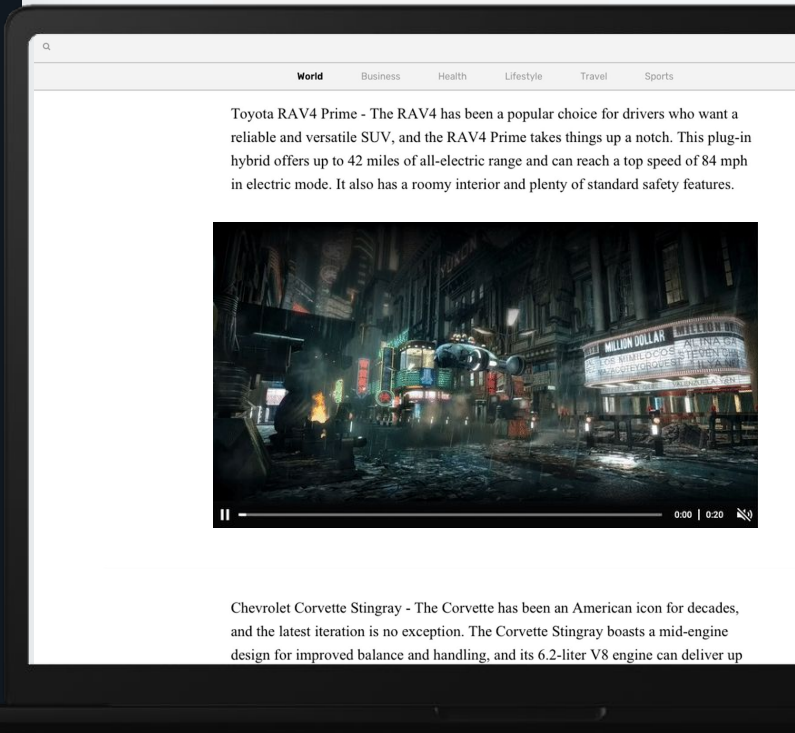 World Business Health Lifestyle Travel Sports
Toyota RAV4 Prime - The RAV4 has been a popular choice for drivers who want a
reliable and versatile SUV, and the RAV4 Prime takes things up a notch. This plug-in
hybrid offers up to 42 miles of all-electric range and can reach a top speed of 84 mph
in electric mode. It also has a roomy interior and plenty of standard safety features.
MILLION DOLLAR
0:00 | 0:20
Chevrolet Corvette Stingray - The Corvette has been an American icon for decades,
and the latest iteration is no exception. The Corvette Stingray boasts a mid-engine
design for improved balance and handling, and its 6.2-liter V8 engine can deliver up